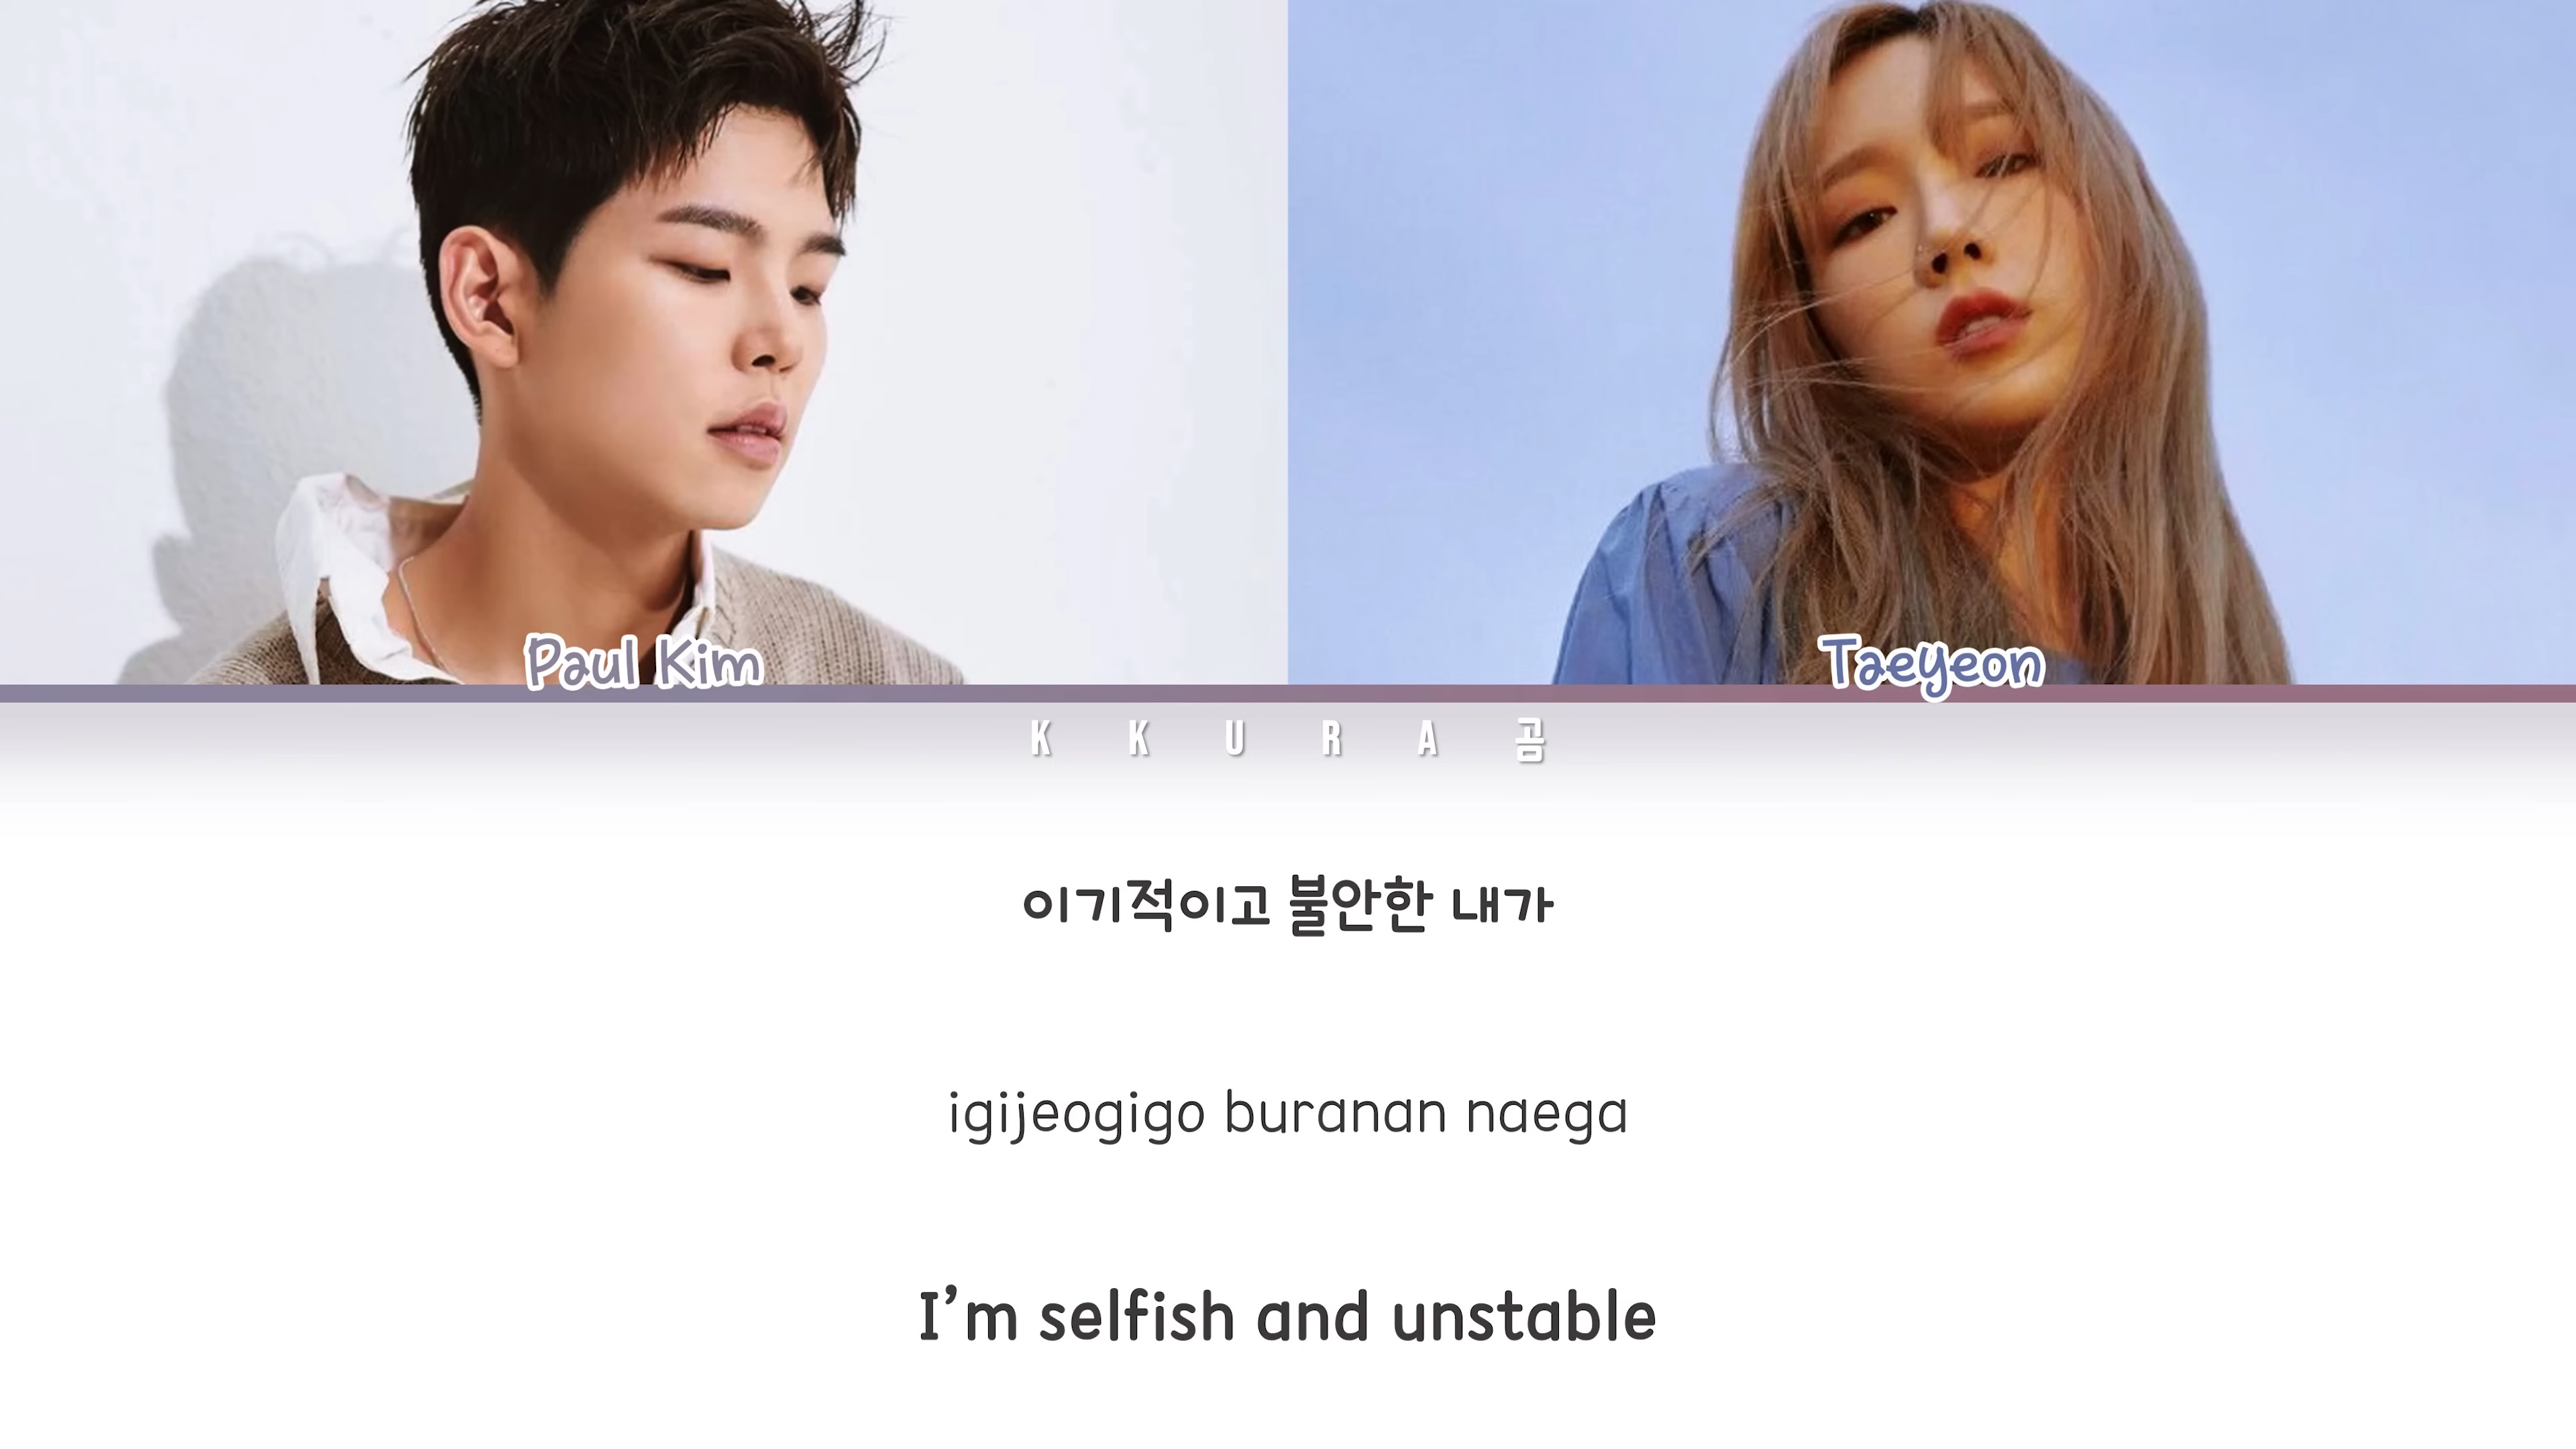 Paul Kim
Taeyeon
K K U R A 곰
이기적이고 불안한 내가
igijeogigo buranan naega
I’m selfish and unstable